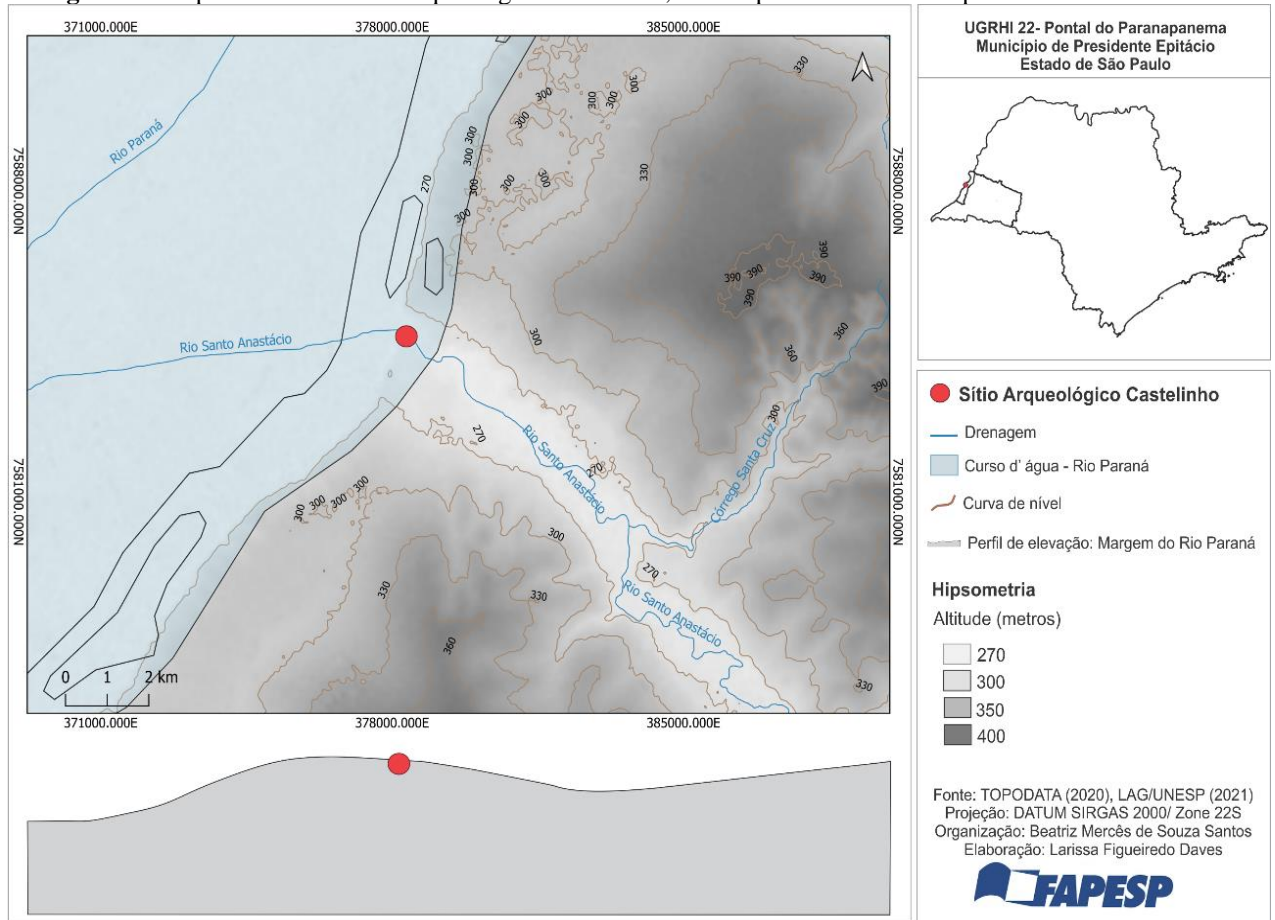 371000.000E 378000.000E 385000.000E
7588000.000N
7581000.000N
7588000.000N
7581000.000N
Rio Paraná
270
300
300
300
300
300
300
300
300
300
300
300
330
330
390
390
390
390
390
360
360
390
300
300
Rio Santo Anastácio
270
Rio Santo Anastácio
270
Córrego Santa Cruz
300
300
300
300
300
270
Rio Santo Anastácio
330
330
360
330
0 1 2 km
371000.000E 378000.000E 385000.000E
UGRHI 22- Pontal do Paranapanema
Município de Presidente Epitácio
Estado de São Paulo
Sítio Arqueológico Castelinho
Drenagem
Curso d' água - Rio Paraná
Curva de nível
Perfil de elevação: Margem do Rio Paraná
Hipsometria
Altitude (metros)
270
300
350
400
Fonte: TOPODATA (2020), LAG/UNESP (2021)
Projeção: DATUM SIRGAS 2000/ Zone 22S
Organização: Beatriz Mercês de Souza Santos
Elaboração: Larissa Figueiredo Daves
FAPESP